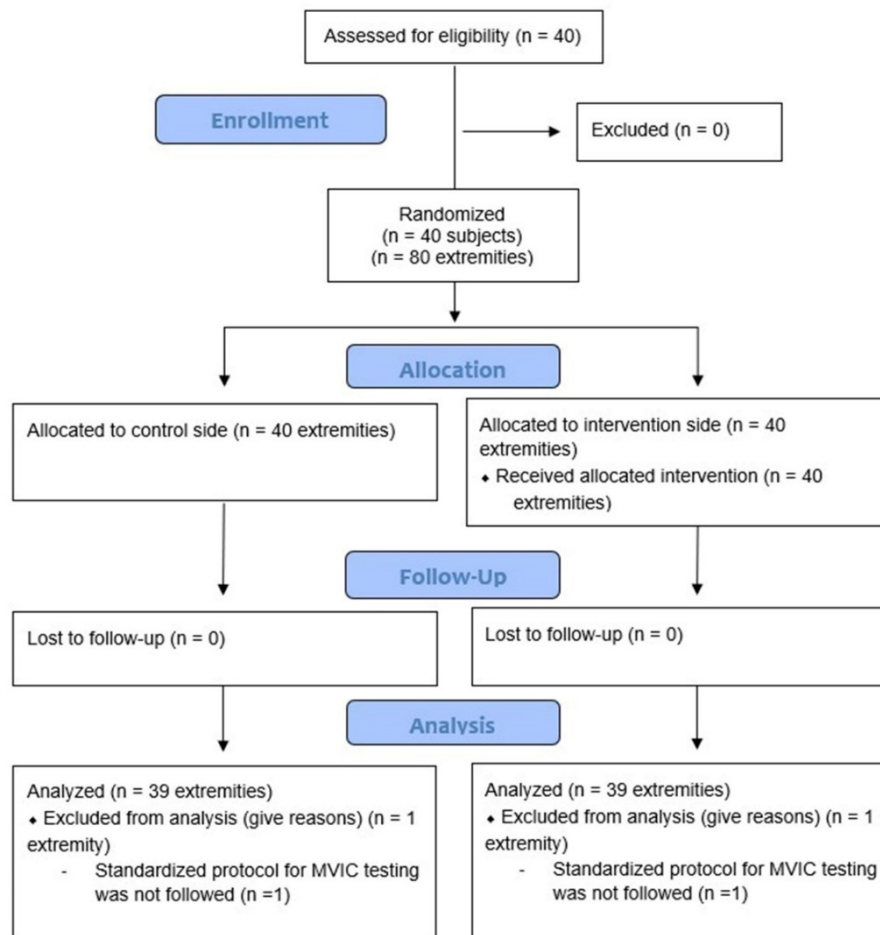 Assessed for eligibility (n = 40)
Enrollment
Excluded (n = 0)
Randomized
(n = 40 subjects)
(n = 80 extremities)
Allocation
Allocated to control side (n = 40 extremities)
Allocated to intervention side (n = 40
extremities)
⬥ Received allocated intervention (n = 40
extremities)
Follow-Up
Lost to follow-up (n = 0)
Lost to follow-up (n = 0)
Analysis
Analyzed (n = 39 extremities)
⬥ Excluded from analysis (give reasons) (n = 1
extremity)
- Standardized protocol for MVIC testing
was not followed (n =1)
Analyzed (n = 39 extremities)
⬥ Excluded from analysis (give reasons) (n = 1
extremity)
- Standardized protocol for MVIC testing
was not followed (n =1)